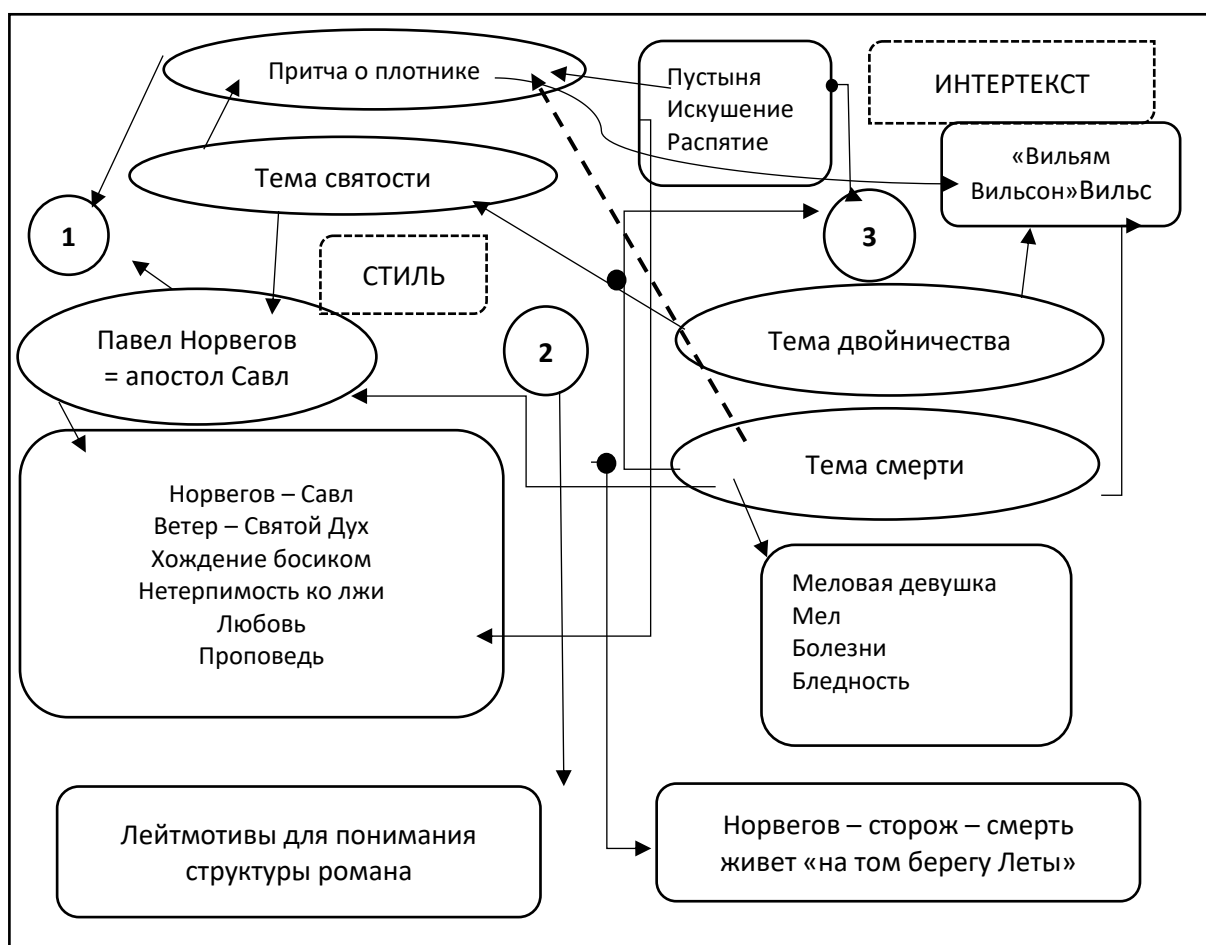 Притча о плотнике
Пустыня
Искушение
Распятие
ИНТЕРТЕКСТ
«Вильям
Вильсон»Вильс
Тема святости
1
3
СТИЛЬ
Павел Норвегов
= апостол Савл
2
Тема двойничества
Тема смерти
Норвегов – Савл
Ветер – Святой Дух
Хождение босиком
Нетерпимость ко лжи
Любовь
Проповедь
Меловая девушка
Мел
Болезни
Бледность
Лейтмотивы для понимания
структуры романа
Норвегов – сторож – смерть
живет «на том берегу Леты»